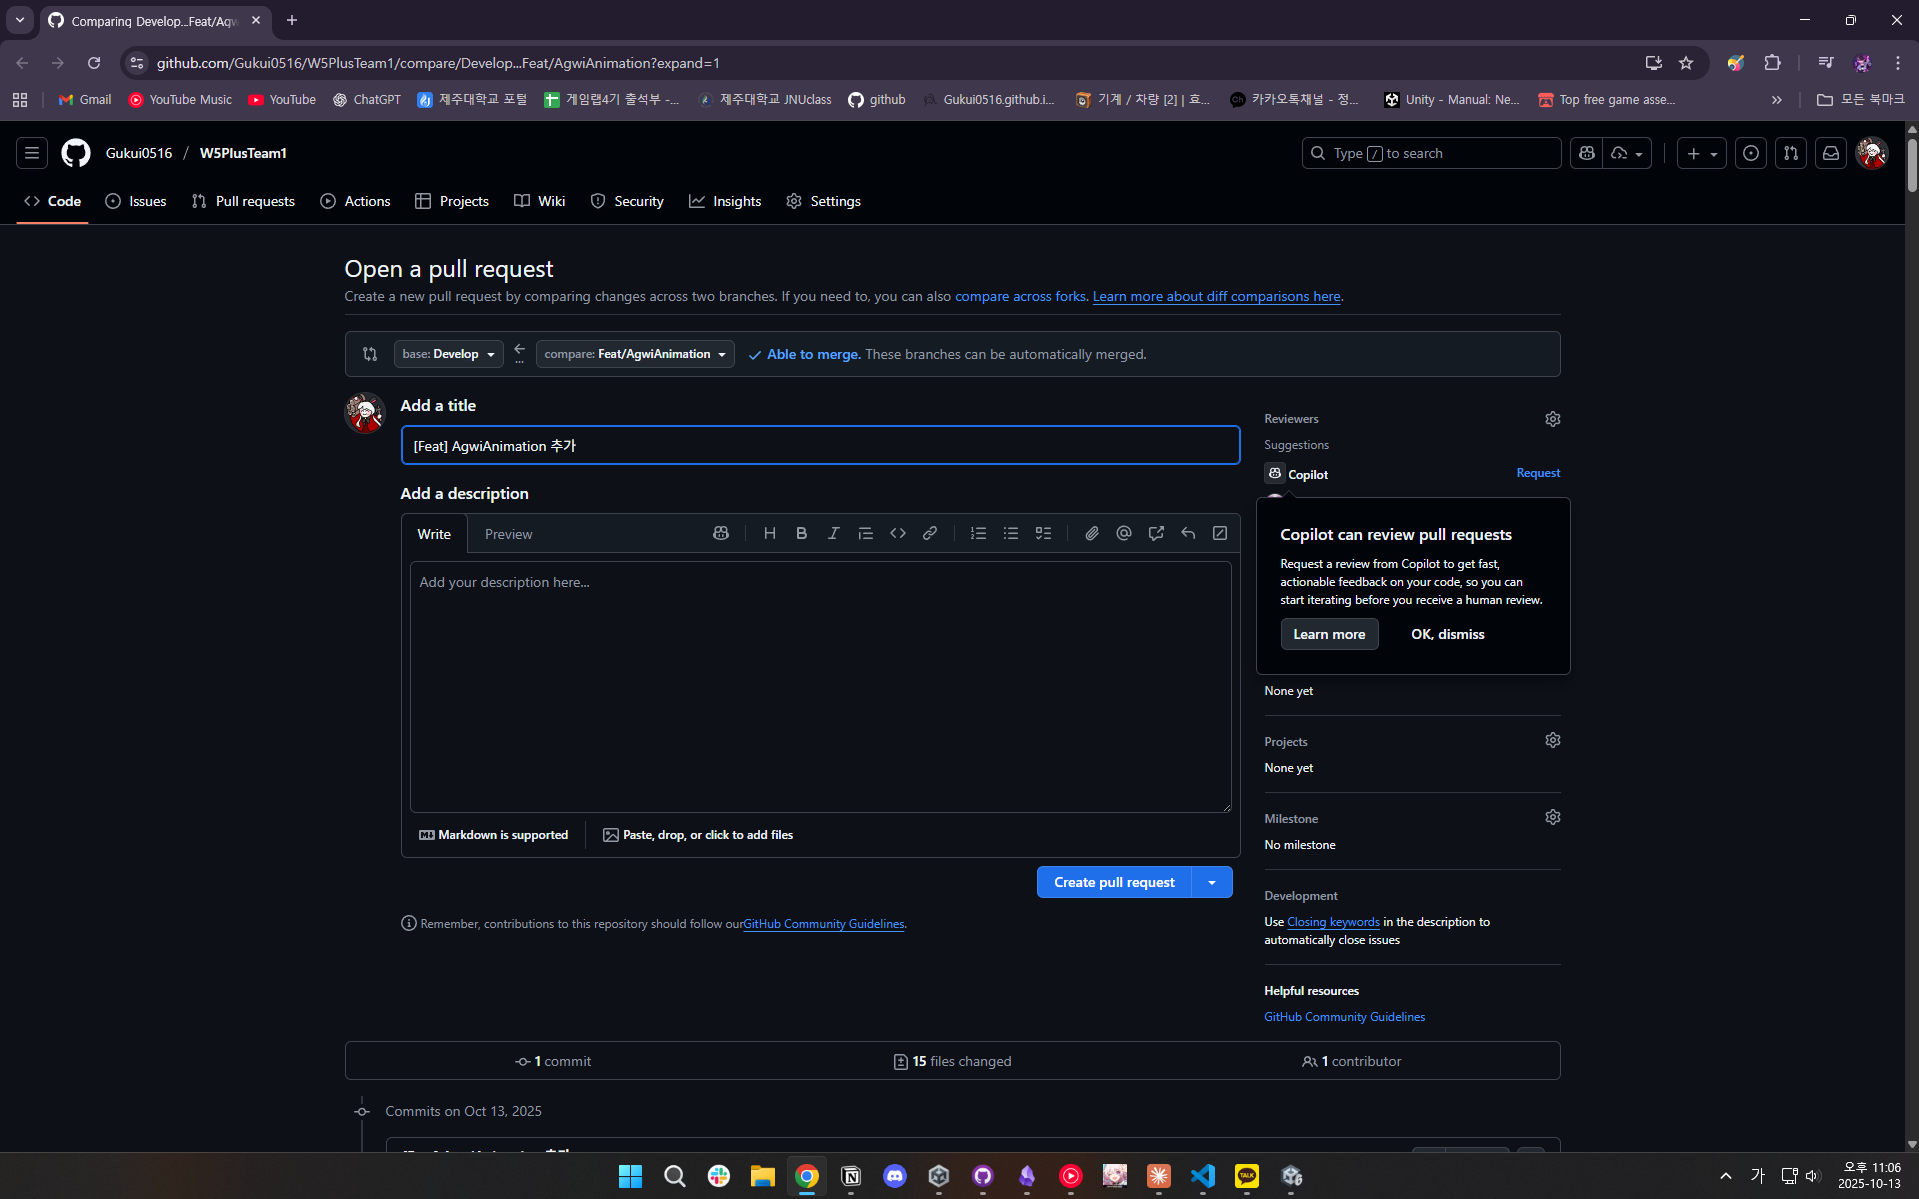 Comparing Develop...Feat/Agw
github.com/Gukui0516/W5PlusTeam1/compare/Develop...Feat/AgwiAnimation?expand=1
Gmail
YouTube Music
YouTube
ChatGPT
제주대학교 포털
게임랩4기 출석부 -...
제주대학교 JNUclass
github
Gukui0516.github.i...
기계 / 차량 [2] | 효...
카카오톡채널 - 정...
Unity - Manual: Ne...
Top free game asse...
모든 북마크
Gukui0516 / W5PlusTeam1
Type / to search
Code
Issues
Pull requests
Actions
Projects
Wiki
Security
Insights
Settings
Open a pull request
Create a new pull request by comparing changes across two branches. If you need to, you can also compare across forks. Learn more about diff comparisons here.
base: Develop
compare: Feat/AgwiAnimation
Able to merge. These branches can be automatically merged.
Add a title
[Feat] AgwiAnimation 추가
Add a description
Write
Preview
Add your description here...
Markdown is supported
Paste, drop, or click to add files
Create pull request
Remember, contributions to this repository should follow our GitHub Community Guidelines.
Reviewers
Suggestions
Copilot
Request
Copilot can review pull requests
Request a review from Copilot to get fast,
actionable feedback on your code, so you can
start iterating before you receive a human review.
Learn more
OK, dismiss
None yet
Projects
None yet
Milestone
No milestone
Development
Use Closing keywords in the description to
automatically close issues
Helpful resources
GitHub Community Guidelines
1 commit
15 files changed
1 contributor
Commits on Oct 13, 2025
가
오후 11:06
2025-10-13